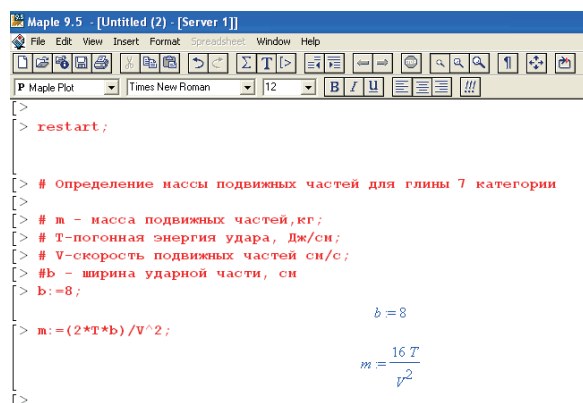 Maple 9.5 - [Untitled (2) - [Server 1]]
File Edit View Insert Format Spreadsheet Window Help
P Maple Plot Times New Roman 12 B I U !!!
[>
[> restart;
[> # Определение массы подвижных частей для глины 7 категории
[>
[> # m - масса подвижных частей,кг;
[> # Т-погонная энергия удара, Дж/см;
[> # V-скорость подвижных частей см/с;
[> #b - ширина ударной части, см
[> b:=8;
b := 8
[> m:=(2*T*b)/V^2;
m := 16 T / V^2
[>